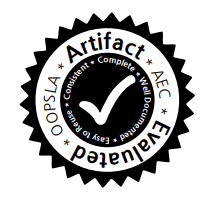 Artifact
* AEC *
Evaluated
* OOPSLA *
Consistent * Complete * Well Documented * Easy to Reuse *